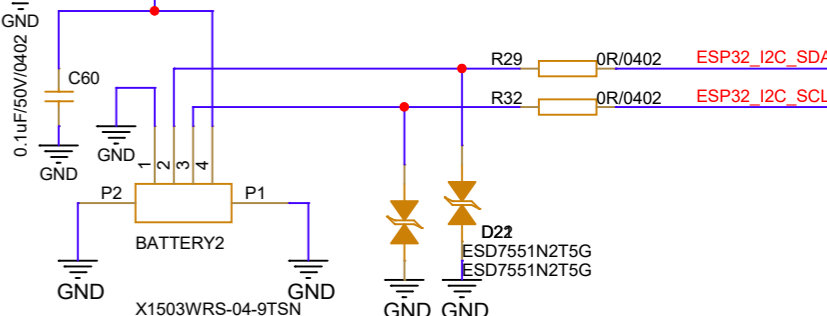 GND
0.1uF/50V/0402
C60
GND
GND
1
2
3
4
P2
P1
BATTERY2
GND
GND
X1503WRS-04-9TSN
R29
0R/0402
ESP32_I2C_SDA
R32
0R/0402
ESP32_I2C_SCL
ESD7551N2T5G
ESD7551N2T5G
GND
GND